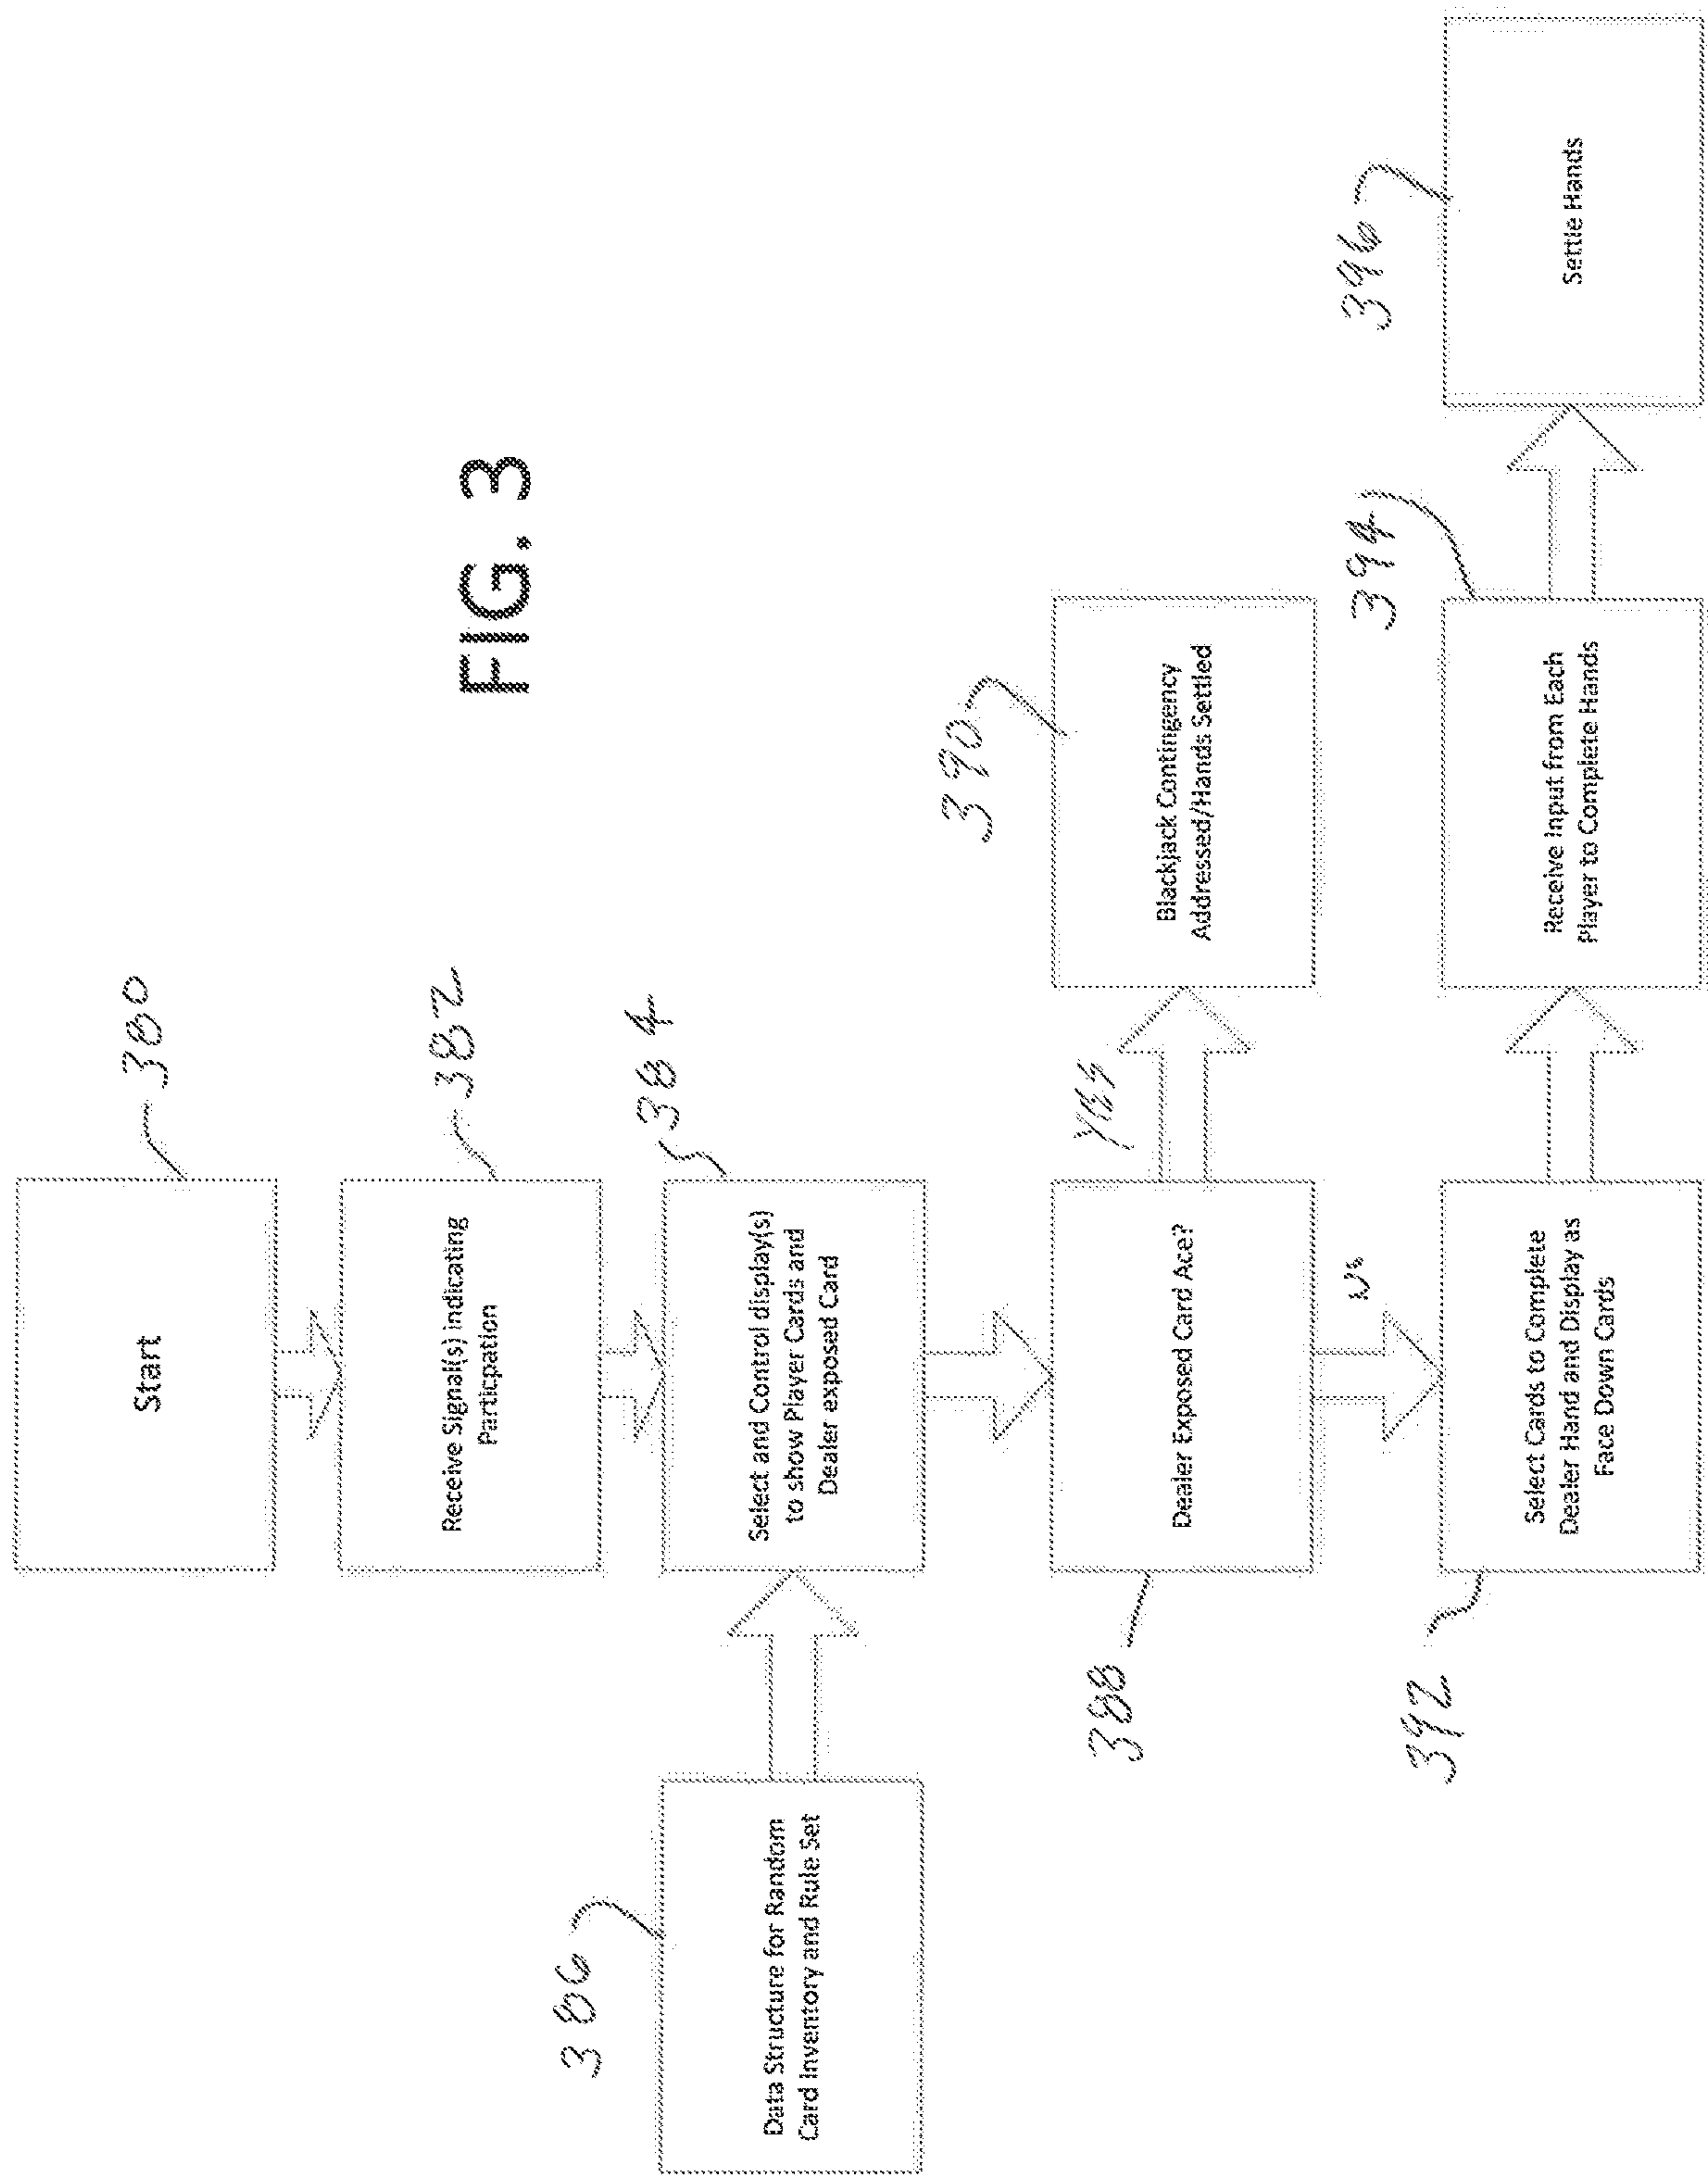 FIG. 3
Start
380
Receive Signal(s) indicating
Particpation
382
Data Structure for Random
Card Inventory and Rule Set
386
Select and Control display(s)
to show Player Cards and
Dealer exposed Card
384
Dealer Exposed Card Ace?
388
Yes
Blackjack Contingency
Addressed/Hands Settled
390
No
Select Cards to Complete
Dealer Hand and Display as
Face Down Cards
392
Receive Input from Each
Player to Complete Hands
394
Settle Hands
396